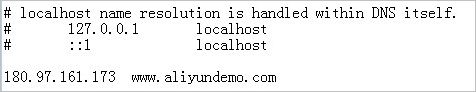 # localhost name resolution is handled within DNS itself.
#       127.0.0.1       localhost
#       ::1             localhost
180.97.161.173  www.aliyundemo.com